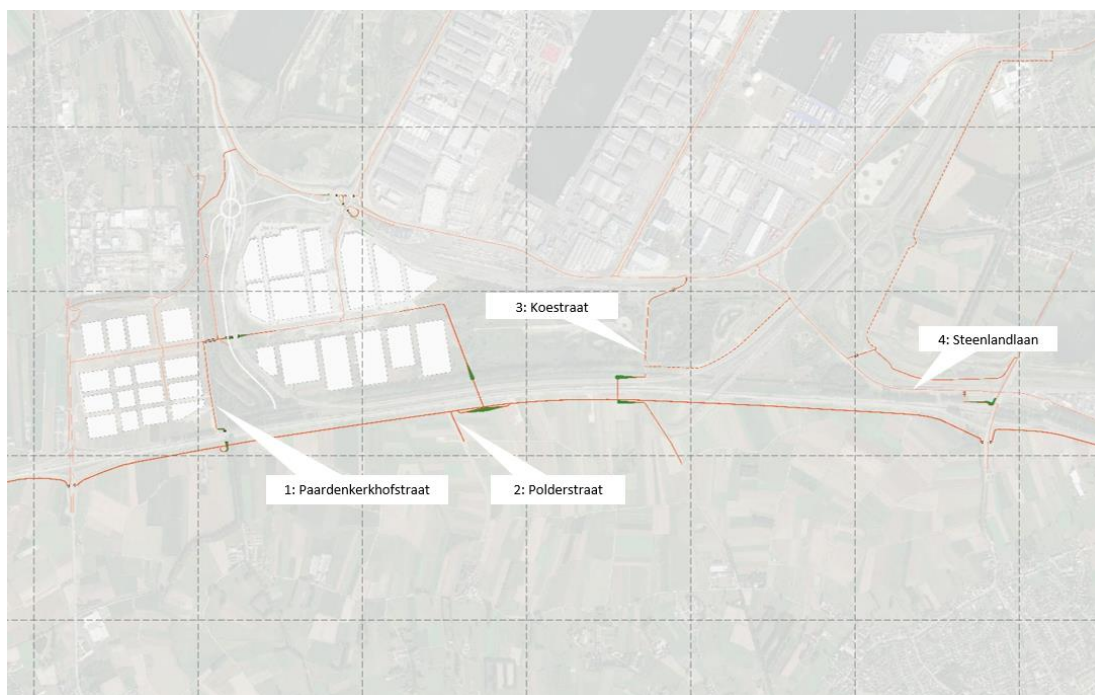 3: Koestraat
4: Steenlandlaan
1: Paardenkerkhofstraat
2: Polderstraat